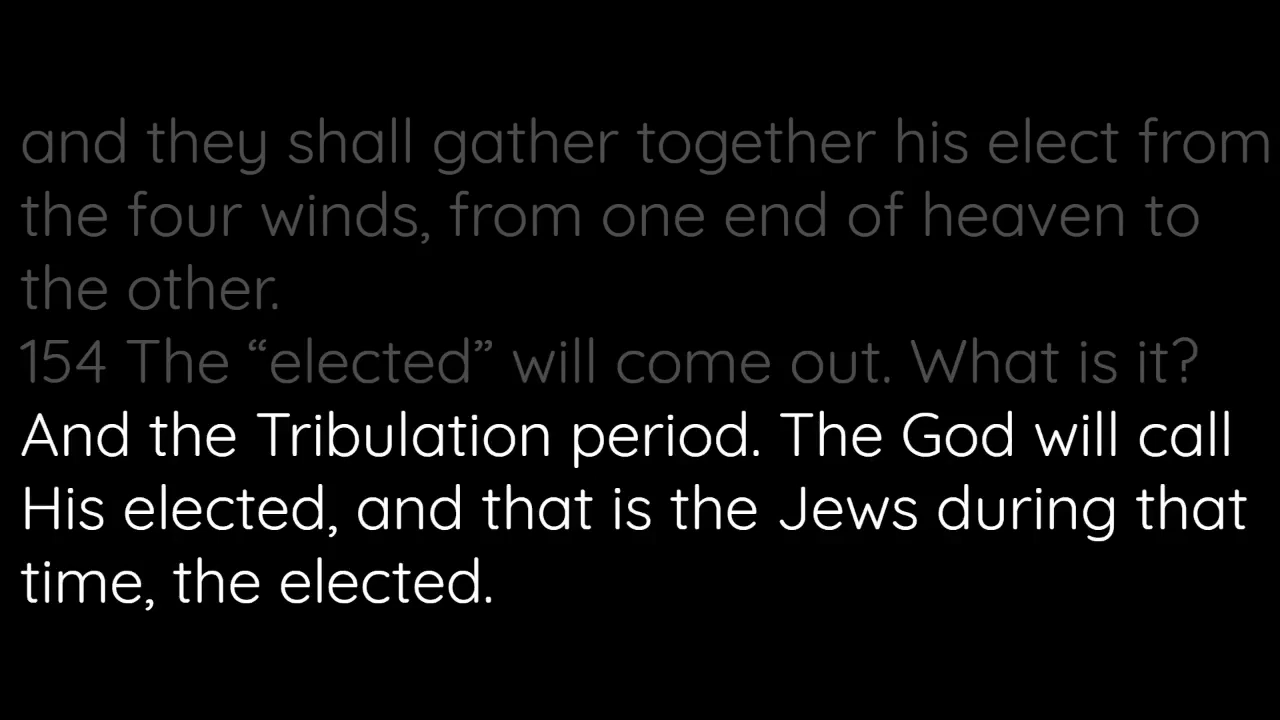 and they shall gather together his elect from
the four winds, from one end of heaven to
the other.
154 The “elected” will come out. What is it?
And the Tribulation period. The God will call
His elected, and that is the Jews during that
time, the elected.